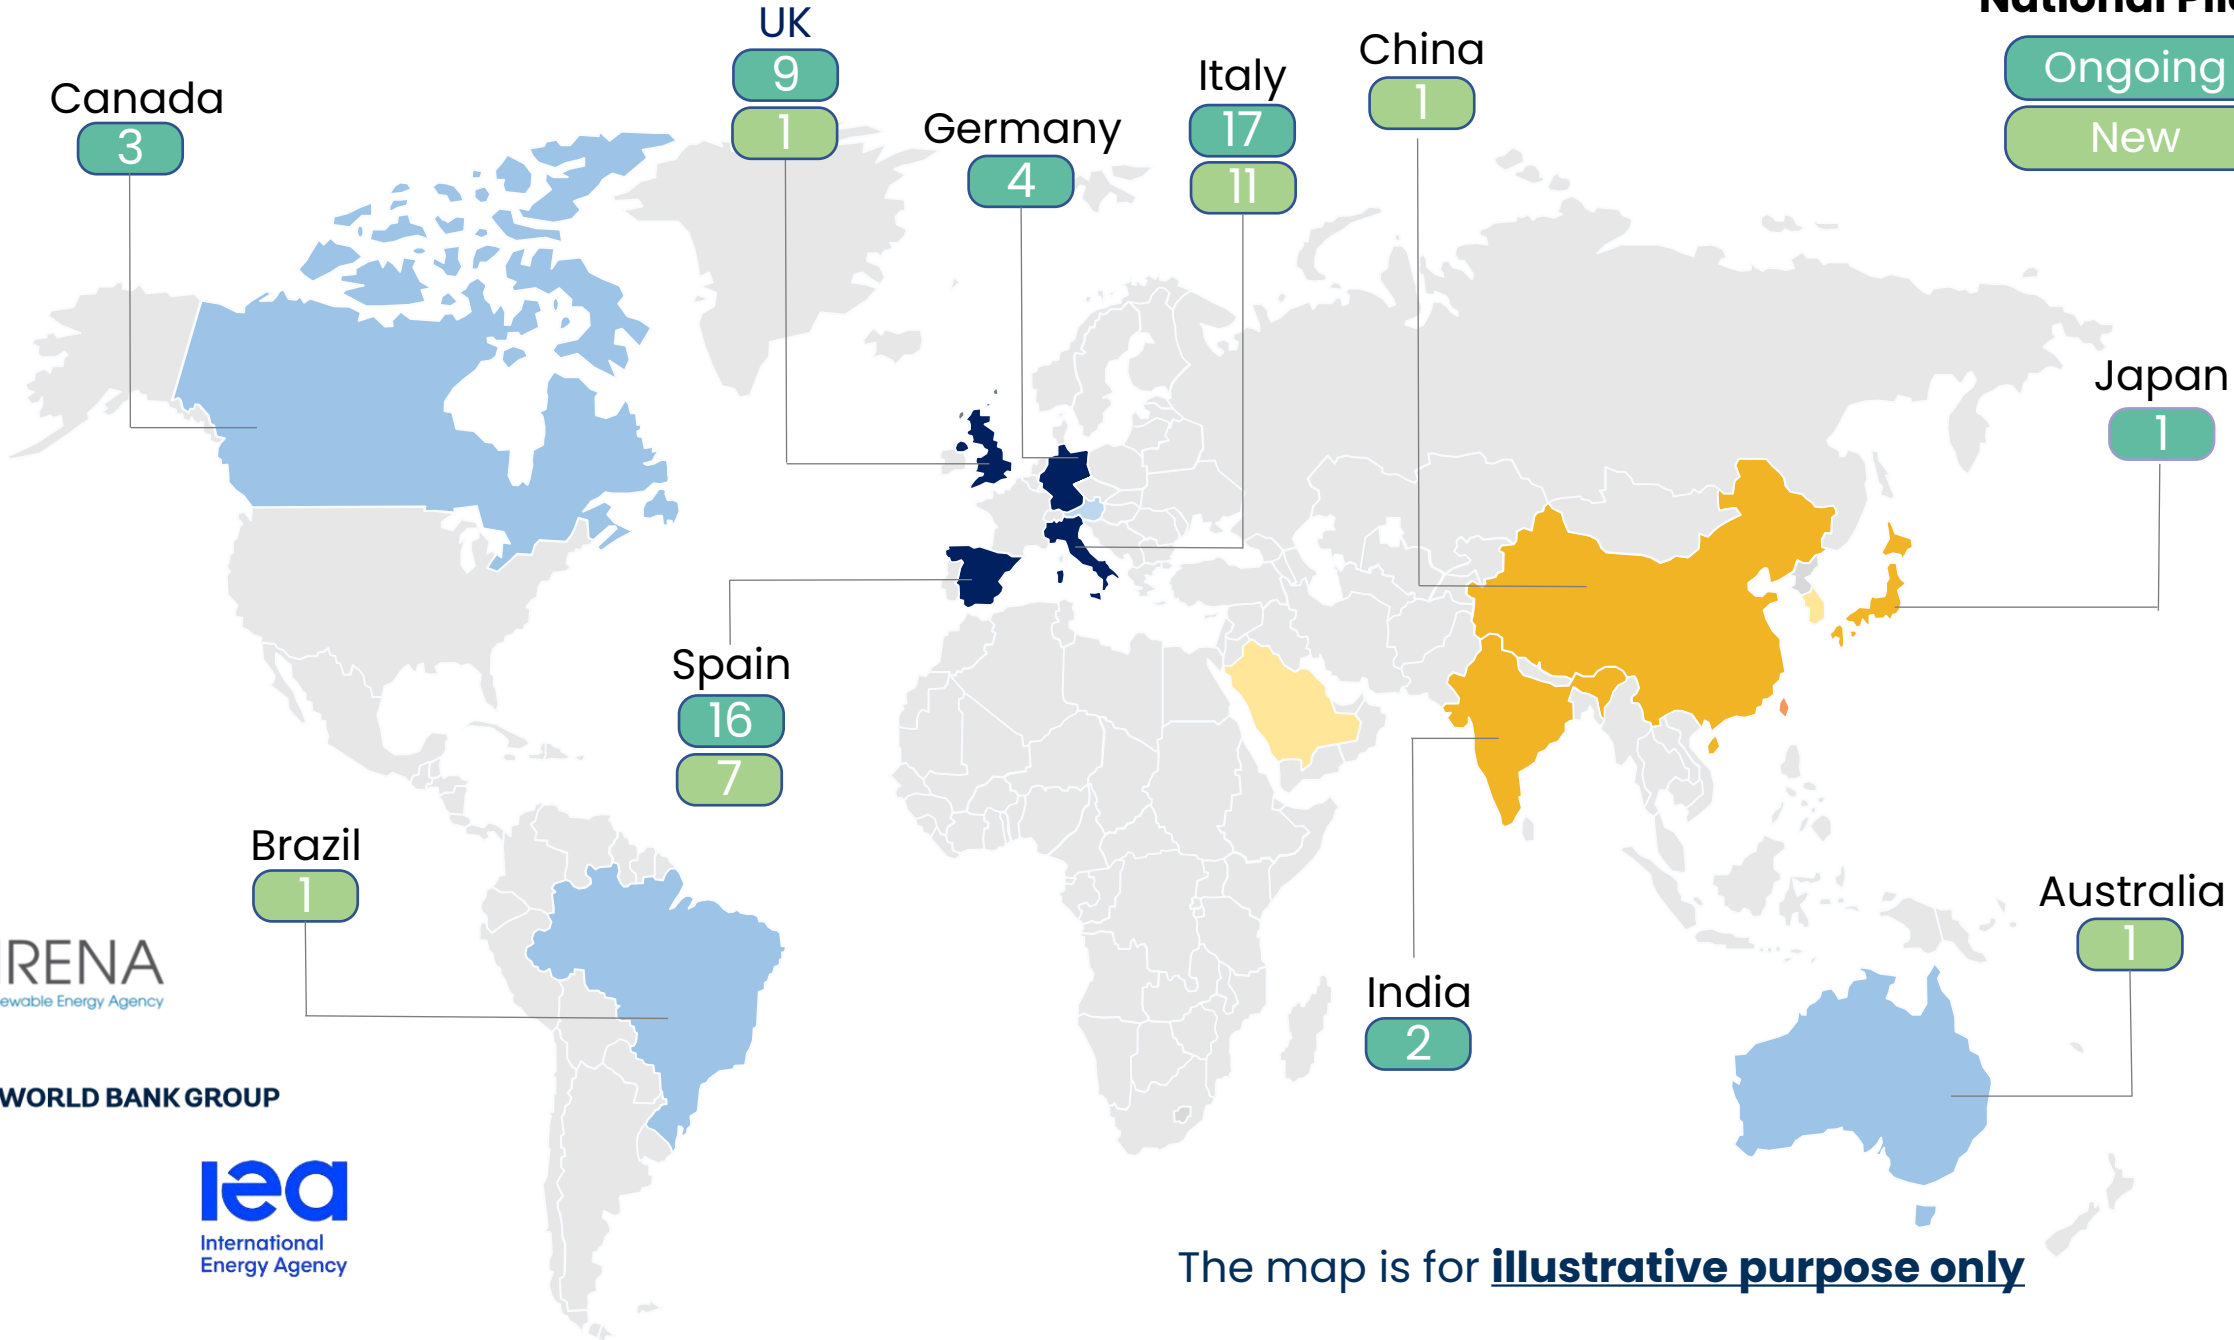 National
Ongoing
New
UK
9
1
China
1
Italy
17
11
Canada
3
Germany
4
Japan
1
Spain
16
7
Brazil
1
Australia
1
India
2
RENA
ewable Energy Agency
WORLD BANK GROUP
iea
International
Energy Agency
The map is for illustrative purpose only